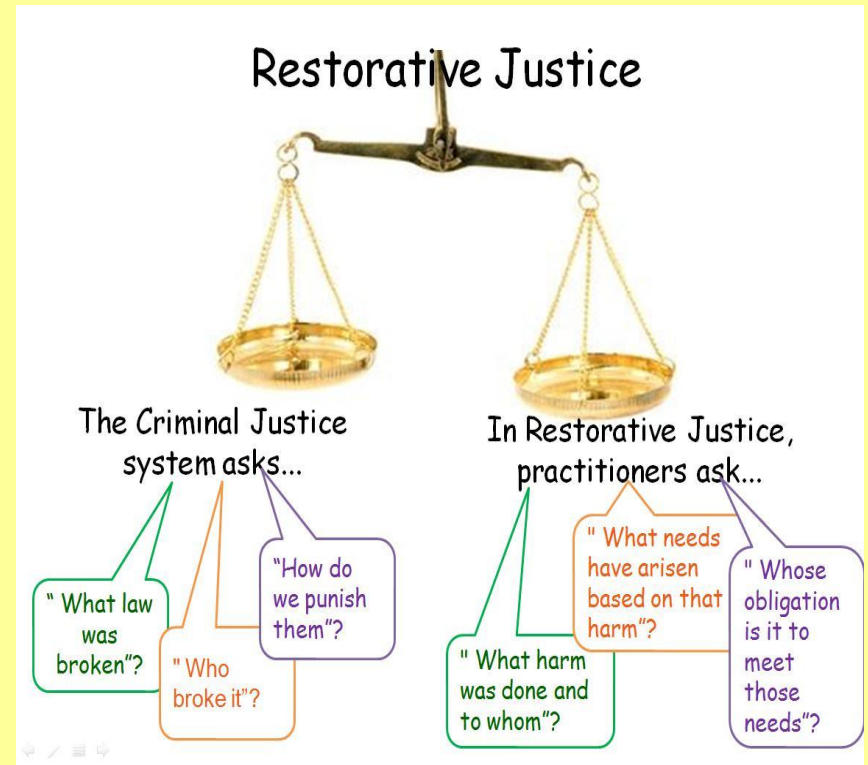 Restorative Justice
The Criminal Justice
system asks...
" What law
was
broken"?
" Who
broke it"?
"How do
we punish
them"?
In Restorative Justice,
practitioners ask...
" What harm
was done and
to whom"?
" What needs
have arisen
based on that
harm"?
" Whose
obligation
is it to
meet
those
needs"?